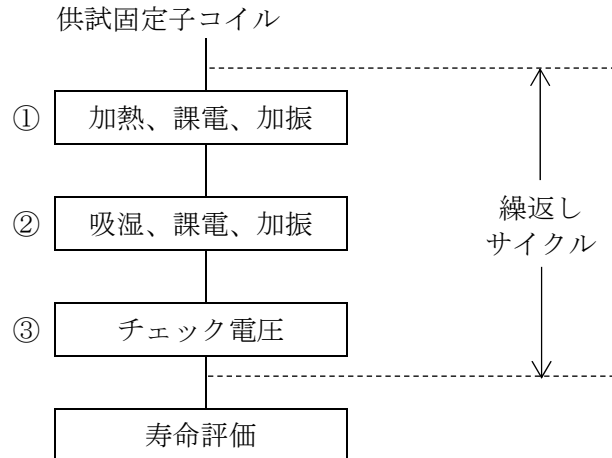 供試固定子コイル
① 加熱、課電、加振
② 吸湿、課電、加振
繰返し
サイクル
③ チェック電圧
寿命評価